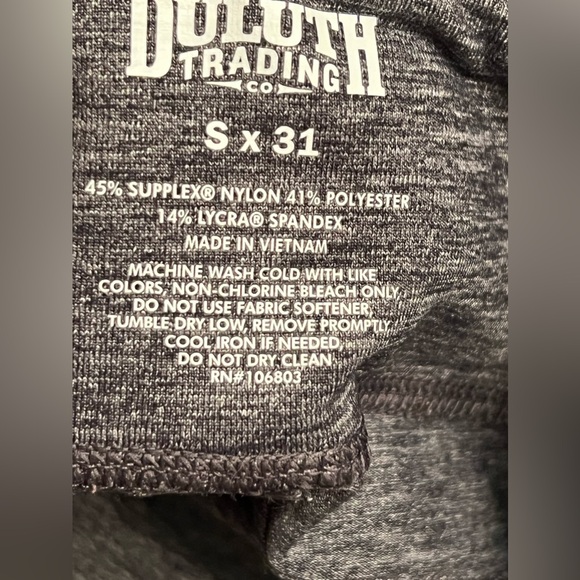 DULUTH
TRADING
CO
S x 31
45% SUPPLEX® NYLON 41% POLYESTER
14% LYCRA® SPANDEX
MADE IN VIETNAM
MACHINE WASH COLD WITH LIKE
COLORS, NON-CHLORINE BLEACH ONLY,
DO NOT USE FABRIC SOFTENER,
TUMBLE DRY LOW, REMOVE PROMPTLY
COOL IRON IF NEEDED,
DO NOT DRY CLEAN
RN#106803